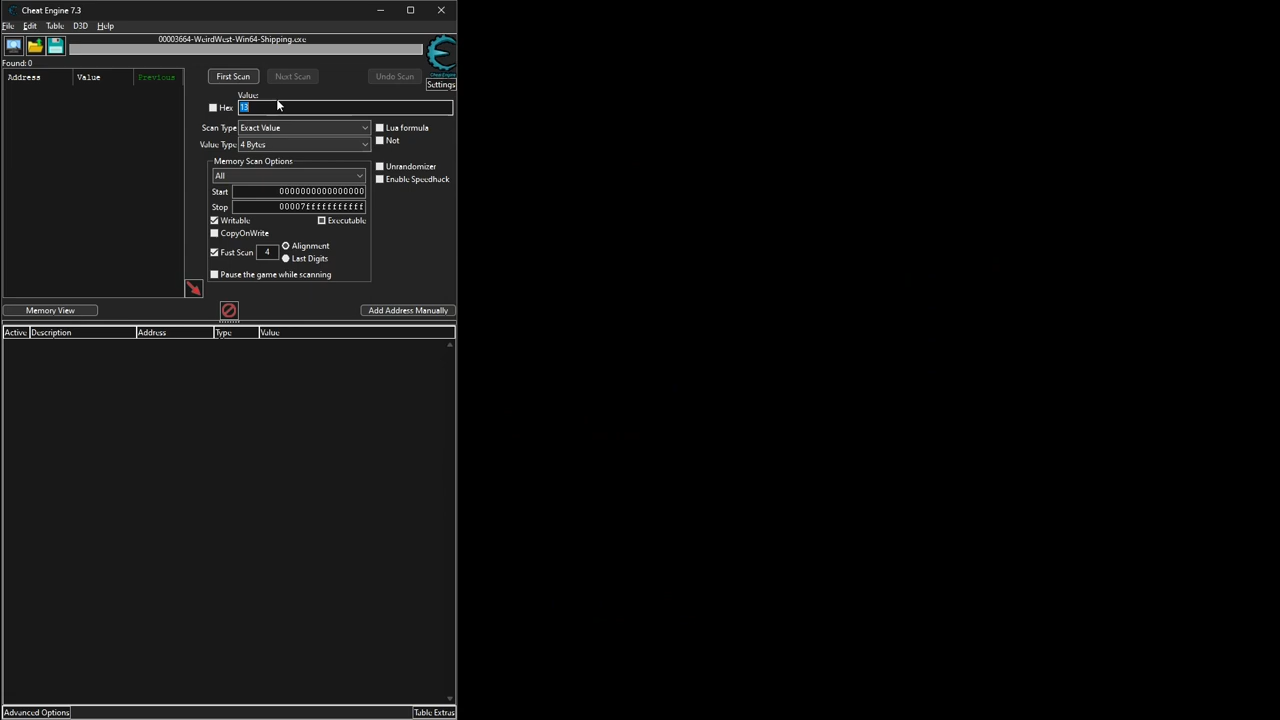 Cheat Engine 7.3
File Edit Table D3D Help
00003664-WeirdWest-Win64-Shipping.exe
Found: 0
Address Value Previous
First Scan Next Scan Undo Scan
Cheat Engine
Settings
Value:
Hex 13
Scan Type Exact Value Lua formula
Value Type 4 Bytes Not
Memory Scan Options
All
Unrandomizer
Enable Speedhack
Start 0000000000000000
Stop 00007fffffffffff
Writable Executable
CopyOnWrite
Fast Scan 4 Alignment
Last Digits
Pause the game while scanning
Memory View Add Address Manually
Active Description Address Type Value
Advanced Options Table Extras